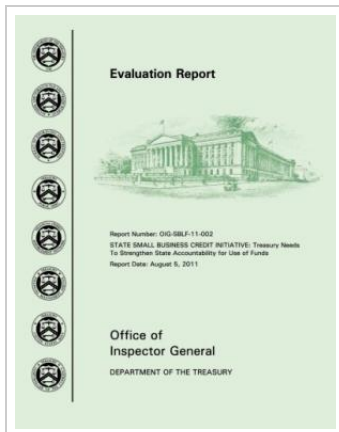 Evaluation Report
Report Number: OIG-SBLF-11-002
STATE SMALL BUSINESS CREDIT INITIATIVE: Treasury Needs
To Strengthen State Accountability for Use of Funds
Report Date: August 5, 2011
Office of
Inspector General
DEPARTMENT OF THE TREASURY